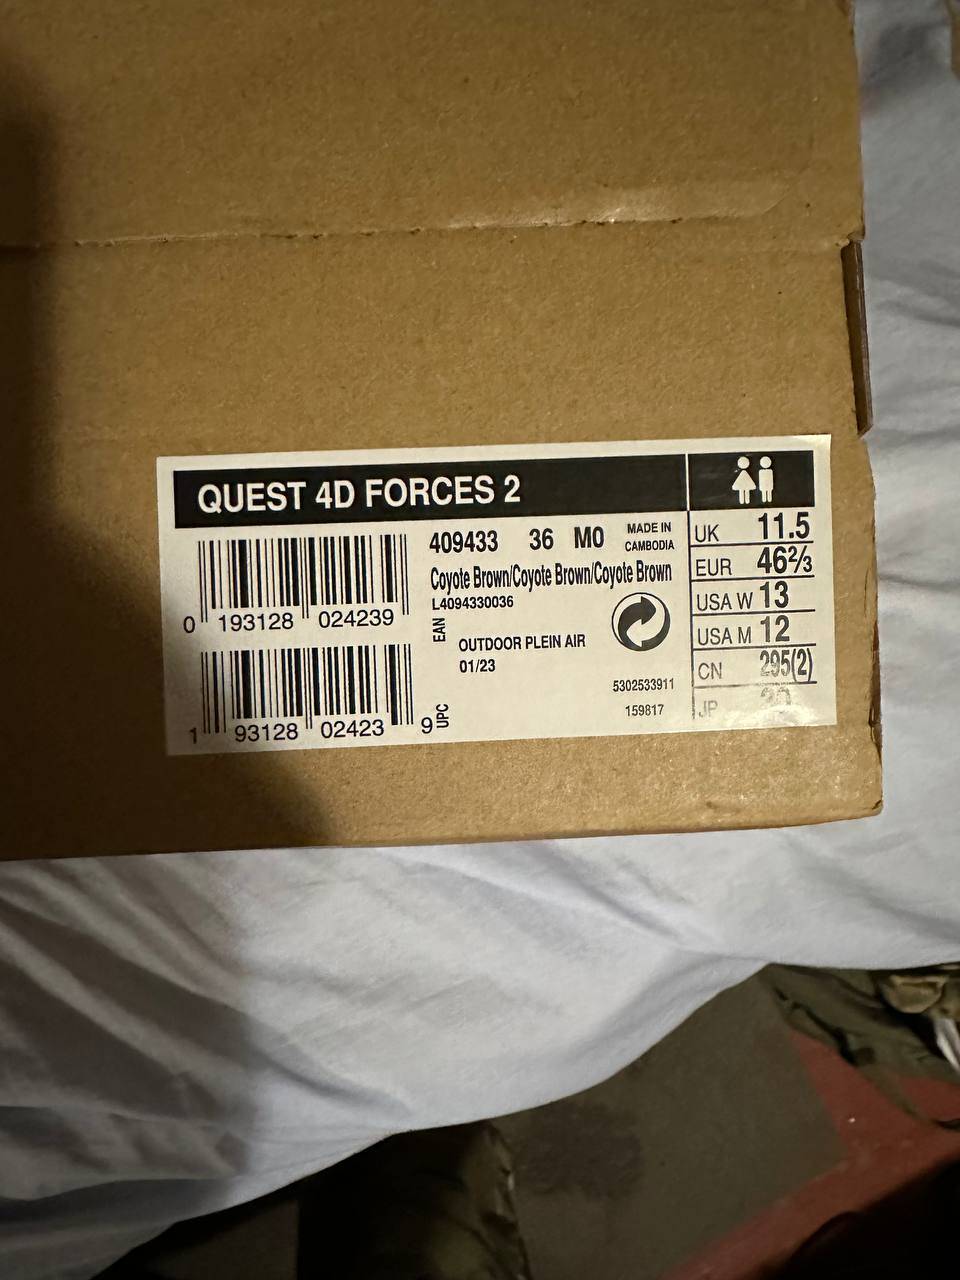 QUEST 4D FORCES 2
409433 36 M0 MADE IN CAMBODIA
Coyote Brown/Coyote Brown/Coyote Brown
L4094330036
0 193128 024239
EAN
OUTDOOR PLEIN AIR
01/23
5302533911
159817
1 93128 02423 9
UPC
UK 11.5
EUR 46⅔
USA W 13
USA M 12
CN 295(2)
JP